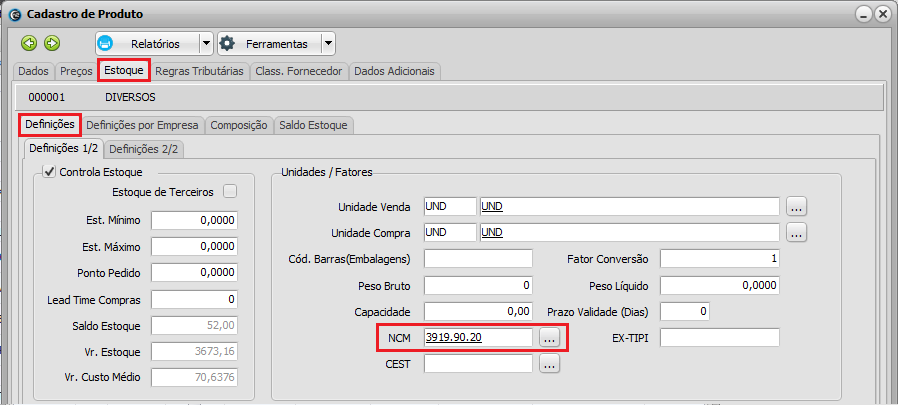 Cadastro de Produto
Relatórios Ferramentas
Dados Preços Estoque Regras Tributárias Class. Fornecedor Dados Adicionais
000001 DIVERSOS
Definições Definições por Empresa Composição Saldo Estoque
Definições 1/2 Definições 2/2
Controla Estoque
Estoque de Terceiros
Est. Mínimo 0,0000
Est. Máximo 0,0000
Ponto Pedido 0,0000
Lead Time Compras 0
Saldo Estoque 52,00
Vr. Estoque 3673,16
Vr. Custo Médio 70,6376
Unidades / Fatores
Unidade Venda UND UND ...
Unidade Compra UND UND ...
Cód. Barras(Embalagens) Fator Conversão 1
Peso Bruto 0 Peso Líquido 0,0000
Capacidade 0,00 Prazo Validade (Dias) 0
NCM 3919.90.20 ... EX-TIPI
CEST ...